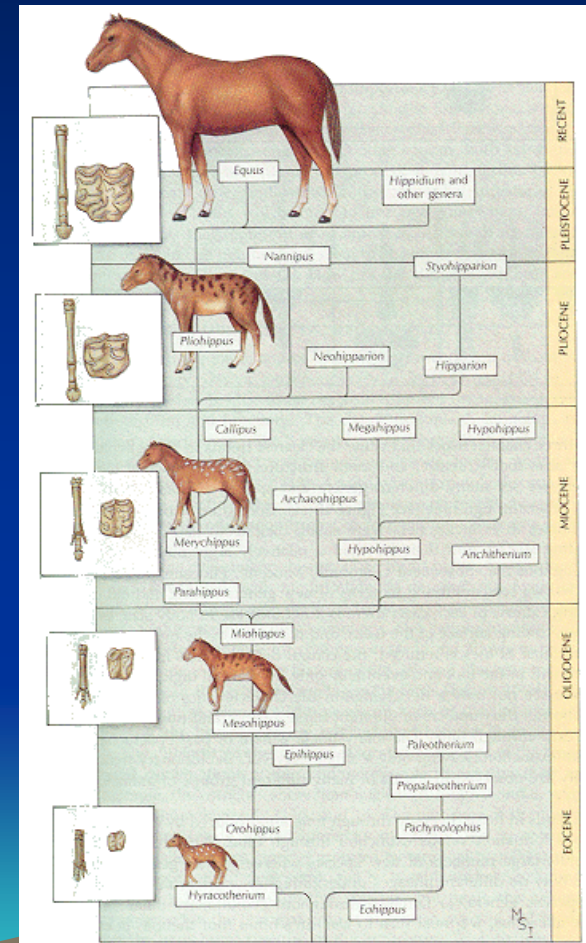 RECENT
Equus
Hippidium and
other genera
PLEISTOCENE
Nannipus
Styohipparion
Pliohippus
Neohipparion
Hipparion
PLIOCENE
Callipus
Megahippus
Hypohippus
Archaeohippus
Merychippus
Hypohippus
Anchitherium
Parahippus
MIOCENE
Miohippus
Mesohippus
OLIGOCENE
Epihippus
Paleotherium
Propalaeotherium
Orohippus
Pachynolophus
Hyracotherium
Eohippus
EOCENE
MSI